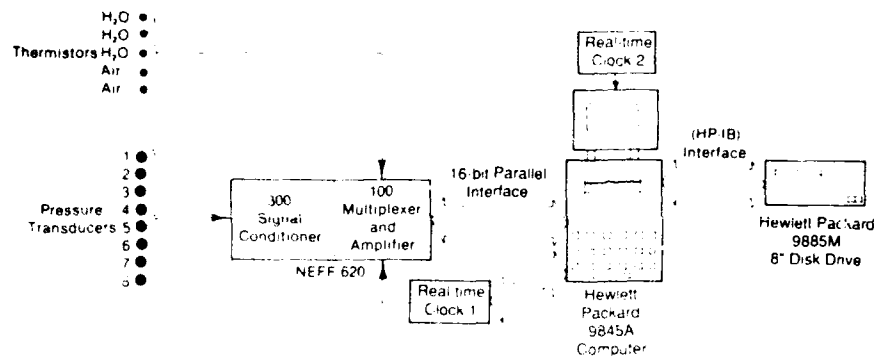 H₂O
H₂O
Thermistors H₂O
Air
Air
Real-time
Clock 2
(HP-IB)
Interface
1
2
3
Pressure 4
Transducers 5
6
7
8
300
Signal
Conditioner
100
Multiplexer
and
Amplifier
NEFF 620
16-bit Parallel
Interface
Real time
Clock 1
Hewlett
Packard
9845A
Computer
Hewlett Packard
9885M
8" Disk Drive